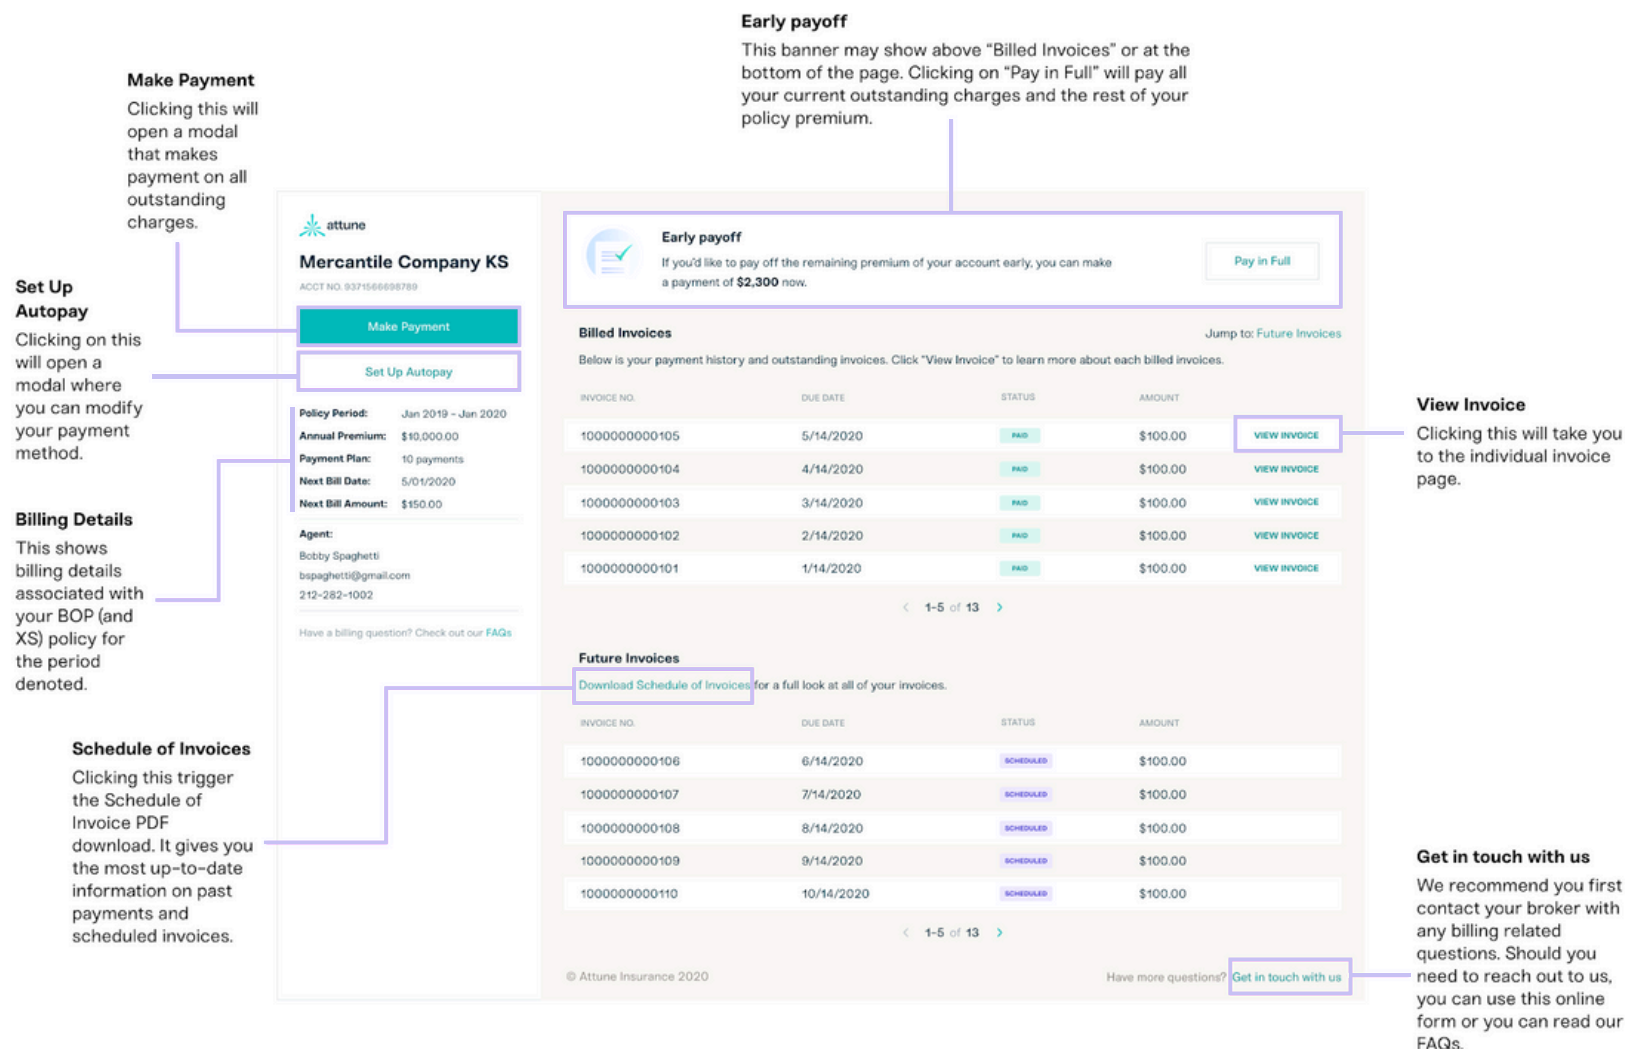 Early payoff
This banner may show above “Billed Invoices” or at the
bottom of the page. Clicking on “Pay in Full” will pay all
your current outstanding charges and the rest of your
policy premium.
Make Payment
Clicking this will
open a modal
that makes
payment on all
outstanding
charges.
Set Up
Autopay
Clicking on this
will open a
modal where
you can modify
your payment
method.
Billing Details
This shows
billing details
associated with
your BOP (and
XS) policy for
the period
denoted.
Schedule of Invoices
Clicking this trigger
the Schedule of
Invoice PDF
download. It gives you
the most up-to-date
information on past
payments and
scheduled invoices.
attune
Mercantile Company KS
ACCT NO. 9371566698789
Make Payment
Set Up Autopay
Policy Period: Jan 2019 - Jan 2020
Annual Premium: $10,000.00
Payment Plan: 10 payments
Next Bill Date: 5/01/2020
Next Bill Amount: $150.00
Agent:
Bobby Spaghetti
bspaghetti@gmail.com
212-282-1002
Have a billing question? Check out our FAQs
Early payoff
If you'd like to pay off the remaining premium of your account early, you can make
a payment of $2,300 now.
Pay in Full
Billed Invoices
Jump to: Future Invoices
Below is your payment history and outstanding invoices. Click "View Invoice" to learn more about each billed invoices.
INVOICE NO. DUE DATE STATUS AMOUNT
1000000000105 5/14/2020 PAID $100.00 VIEW INVOICE
1000000000104 4/14/2020 PAID $100.00 VIEW INVOICE
1000000000103 3/14/2020 PAID $100.00 VIEW INVOICE
1000000000102 2/14/2020 PAID $100.00 VIEW INVOICE
1000000000101 1/14/2020 PAID $100.00 VIEW INVOICE
< 1-5 of 13 >
Future Invoices
Download Schedule of Invoices for a full look at all of your invoices.
INVOICE NO. DUE DATE STATUS AMOUNT
1000000000106 6/14/2020 SCHEDULED $100.00
1000000000107 7/14/2020 SCHEDULED $100.00
1000000000108 8/14/2020 SCHEDULED $100.00
1000000000109 9/14/2020 SCHEDULED $100.00
1000000000110 10/14/2020 SCHEDULED $100.00
< 1-5 of 13 >
© Attune Insurance 2020
Have more questions? Get in touch with us
View Invoice
Clicking this will take you
to the individual invoice
page.
Get in touch with us
We recommend you first
contact your broker with
any billing related
questions. Should you
need to reach out to us,
you can use this online
form or you can read our
FAQs.